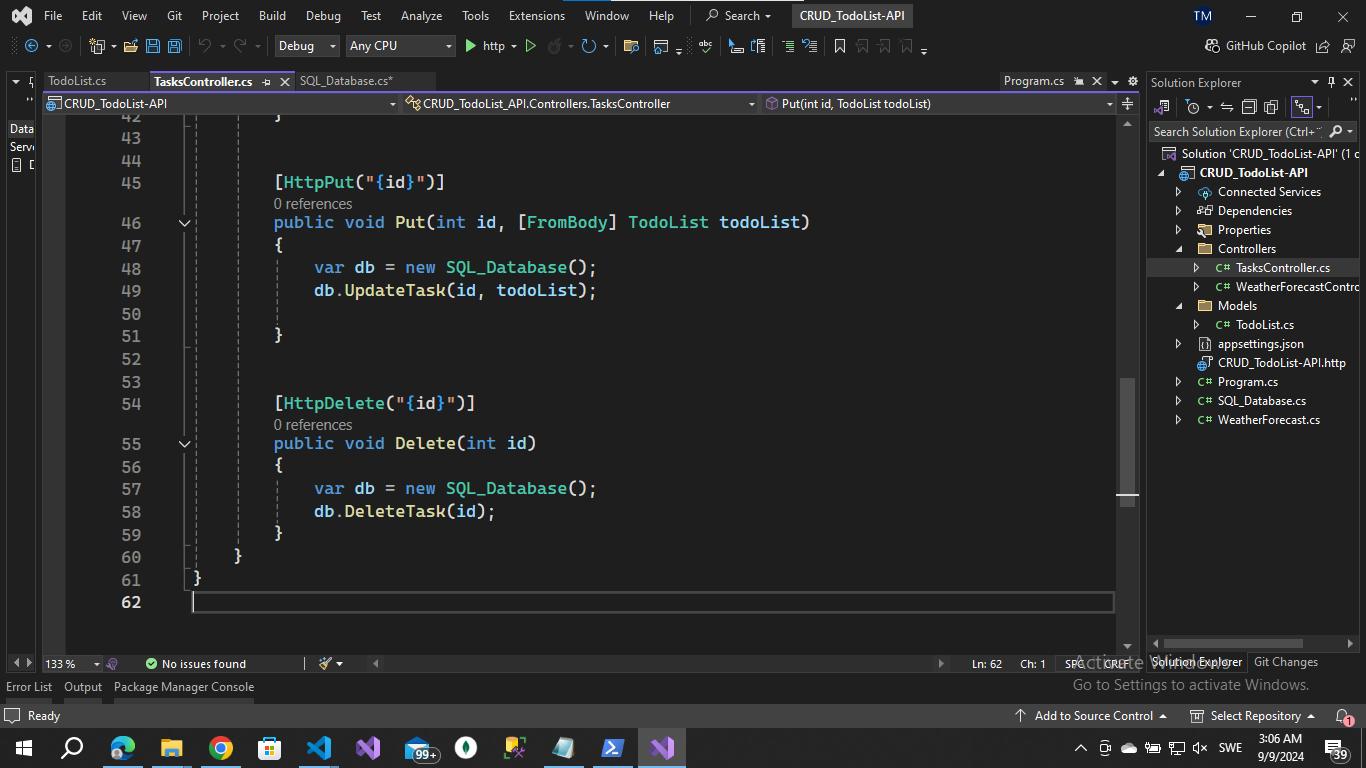 File Edit View Git Project Build Debug Test Analyze Tools Extensions Window Help Search CRUD_TodoList-API TM
Debug Any CPU http GitHub Copilot
TodoList.cs TasksController.cs SQL_Database.cs* Program.cs
CRUD_TodoList-API CRUD_TodoList_API.Controllers.TasksController Put(int id, TodoList todoList)
42 }
43
44
45 [HttpPut("{id}")]
0 references
46 public void Put(int id, [FromBody] TodoList todoList)
47 {
48 var db = new SQL_Database();
49 db.UpdateTask(id, todoList);
50
51 }
52
53
54 [HttpDelete("{id}")]
0 references
55 public void Delete(int id)
56 {
57 var db = new SQL_Database();
58 db.DeleteTask(id);
59 }
60 }
61 }
62
133 % No issues found Ln: 62 Ch: 1 SPC CRLF
Data
Serv
D
Solution Explorer
Search Solution Explorer (Ctrl+
Solution 'CRUD_TodoList-API' (1 c
CRUD_TodoList-API
Connected Services
Dependencies
Properties
Controllers
C# TasksController.cs
C# WeatherForecastContro
Models
C# TodoList.cs
appsettings.json
CRUD_TodoList-API.http
C# Program.cs
C# SQL_Database.cs
C# WeatherForecast.cs
Solution Explorer Git Changes
Activate Windows
Go to Settings to activate Windows.
Error List Output Package Manager Console
Ready Add to Source Control Select Repository 1
99+ SWE 3:06 AM
9/9/2024 39